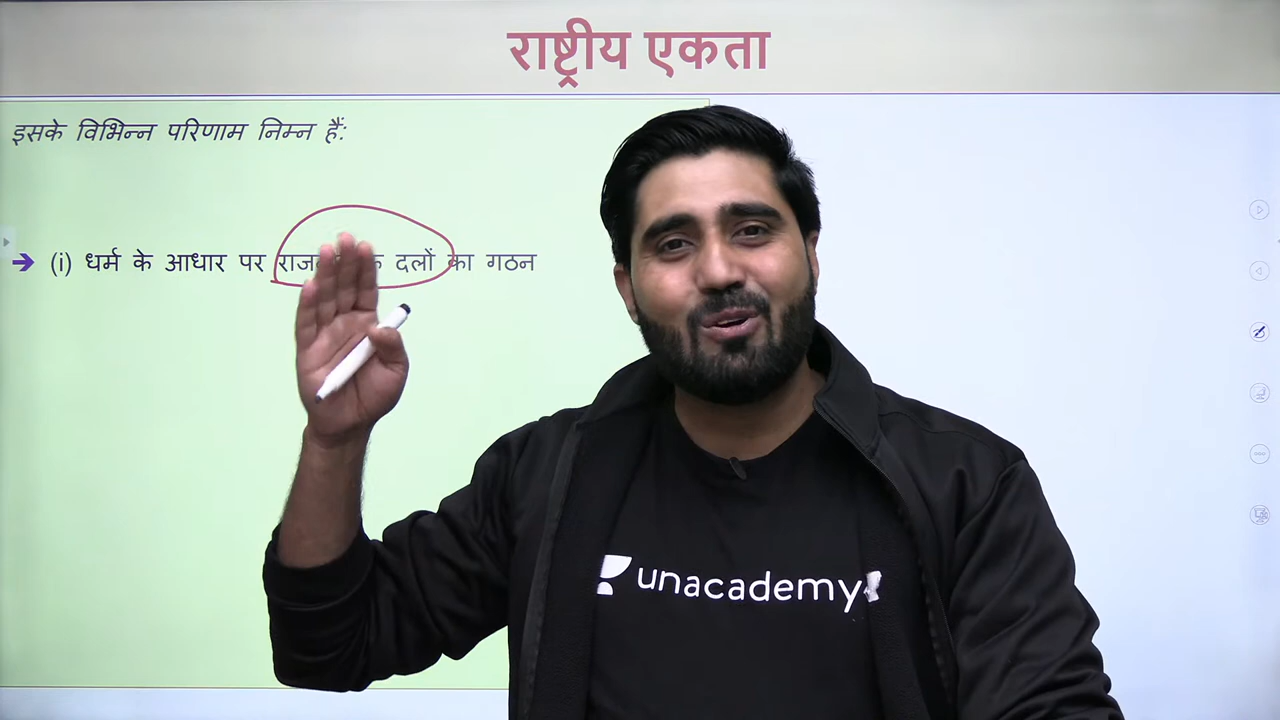 राष्ट्रीय एकता
इसके विभिन्न परिणाम निम्न हैं:
(i) धर्म के आधार पर दलों का गठन
unacademy